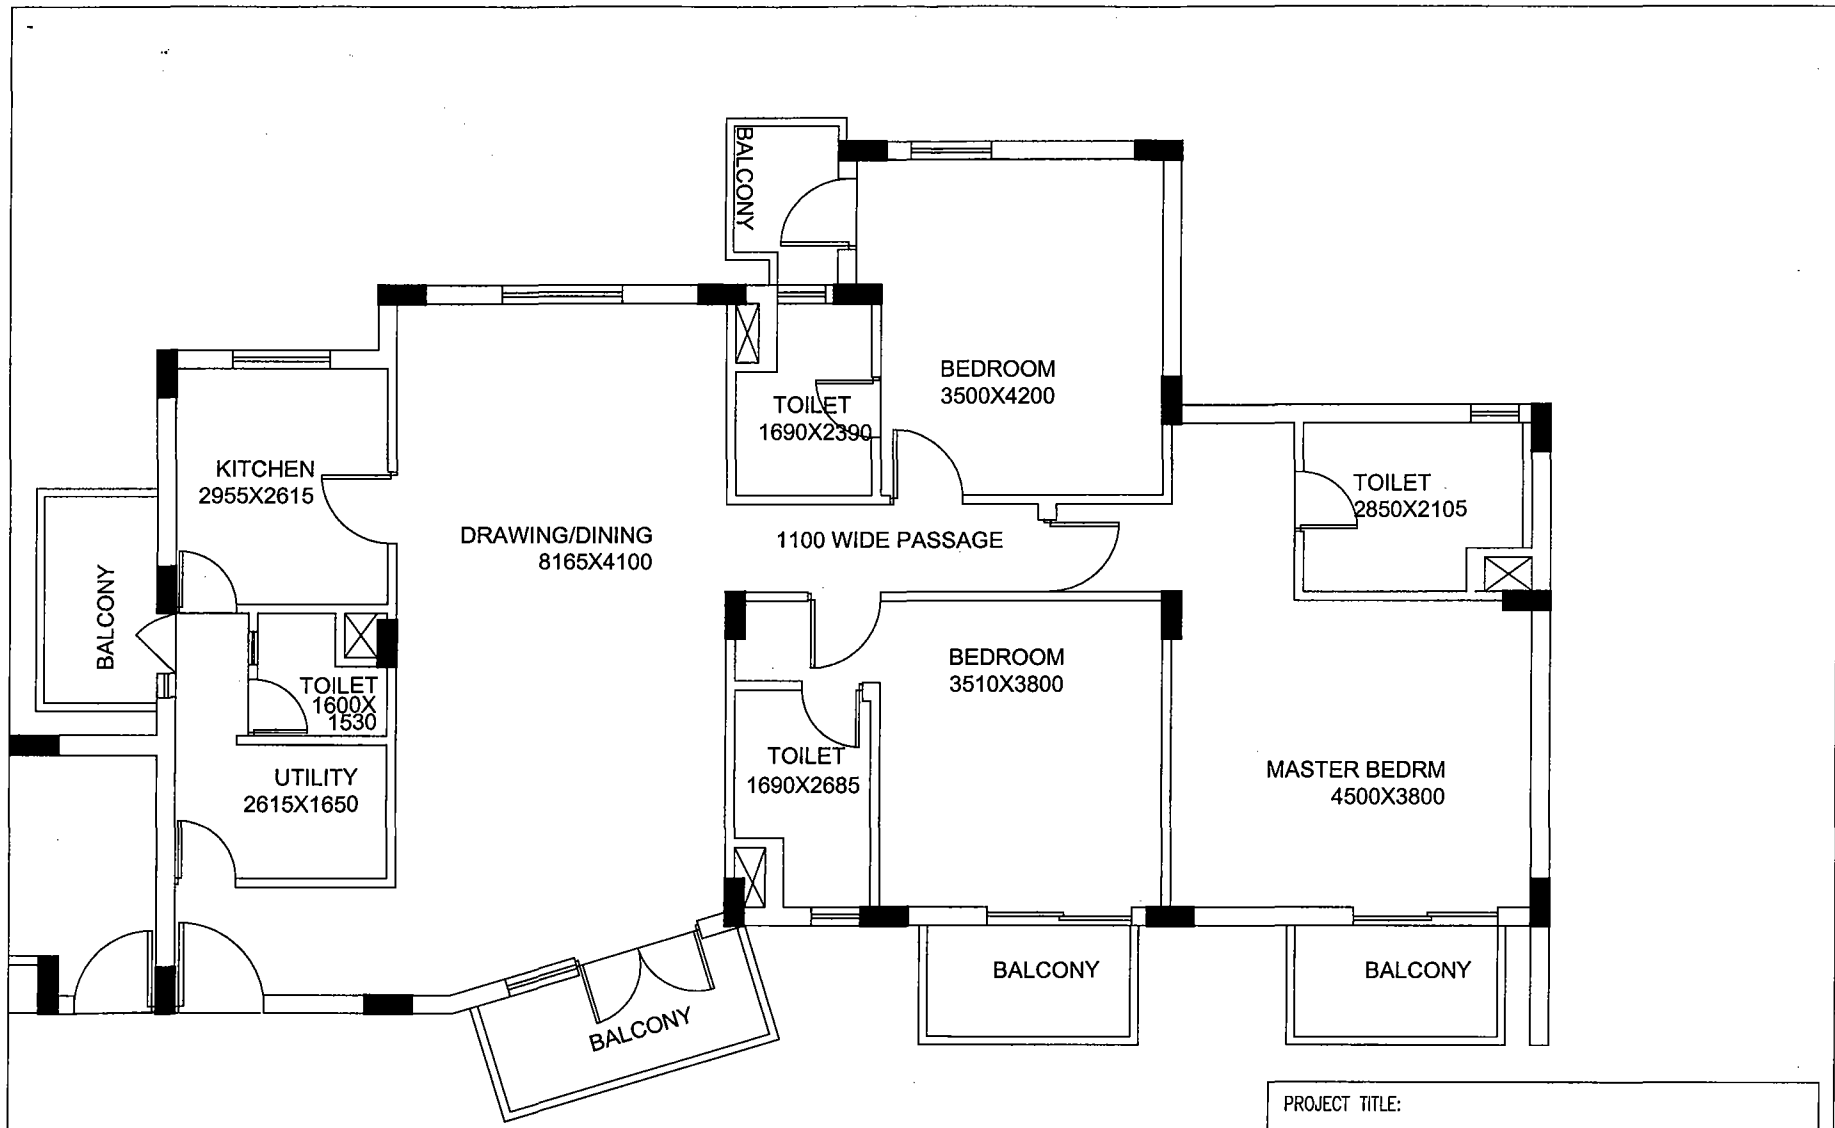 BALCONY
BEDROOM
3500X4200
TOILET
1690X2390
KITCHEN
2955X2615
TOILET
2850X2105
DRAWING/DINING
8165X4100
1100 WIDE PASSAGE
BALCONY
BEDROOM
3510X3800
TOILET
1600X
1530
TOILET
1690X2685
UTILITY
2615X1650
MASTER BEDRM
4500X3800
BALCONY
BALCONY
BALCONY
PROJECT TITLE: